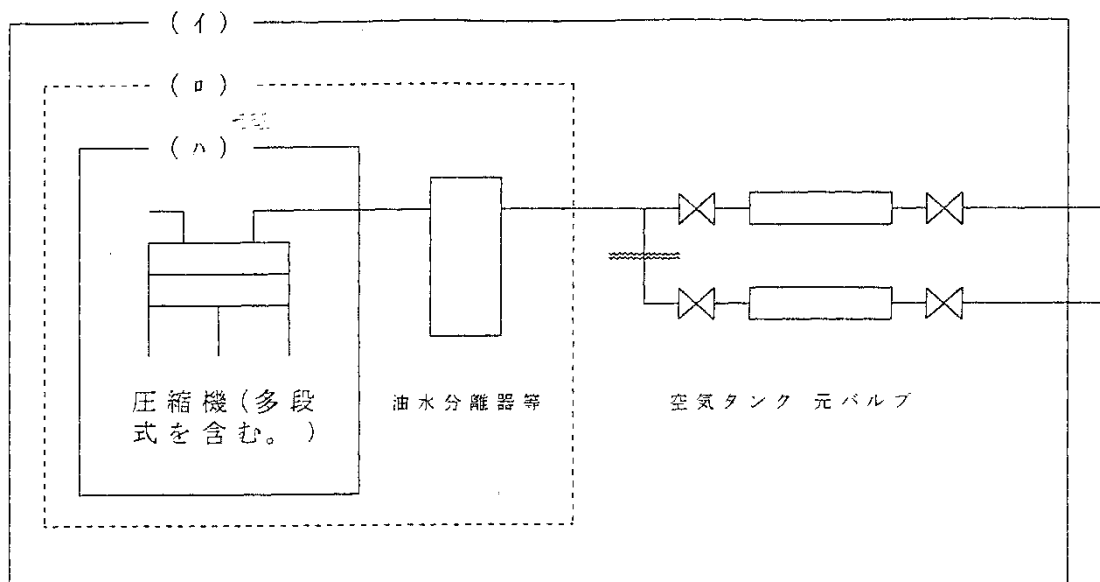 (イ)
(ロ)
(ハ)
圧縮機(多段
式を含む。)
油水分離器等
空気タンク 元バルブ